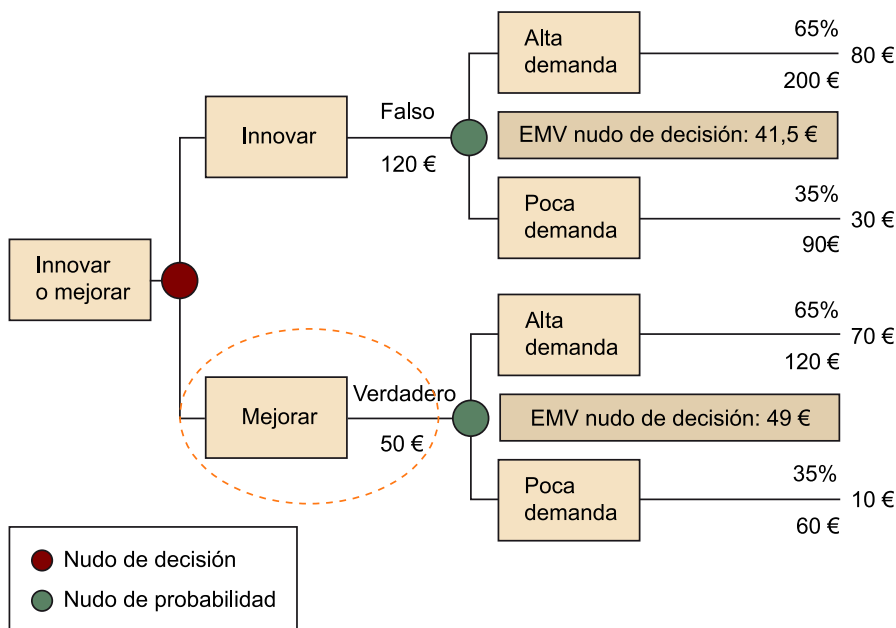 Innovar
o mejorar
Innovar
Falso
120 €
Alta
demanda
65%
200 €
80 €
EMV nudo de decisión: 41,5 €
Poca
demanda
35%
90€
30 €
Mejorar
Verdadero
50 €
Alta
demanda
65%
120 €
70 €
EMV nudo de decisión: 49 €
Poca
demanda
35%
60 €
10 €
Nudo de decisión
Nudo de probabilidad